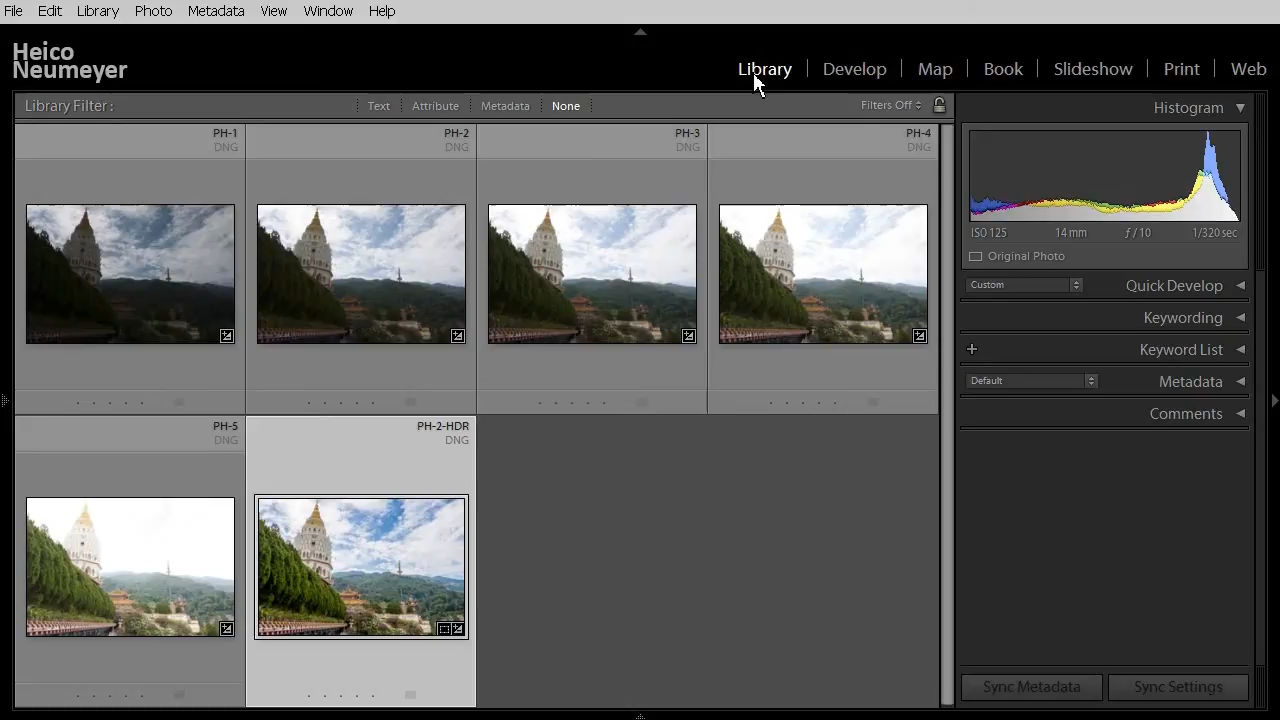 File Edit Library Photo Metadata View Window Help
Heico
Neumeyer
Library Develop Map Book Slideshow Print Web
Library Filter : Text Attribute Metadata None Filters Off
Histogram
PH-1
DNG
PH-2
DNG
PH-3
DNG
PH-4
DNG
ISO 125 14 mm ƒ / 10 1/320 sec
Original Photo
Custom Quick Develop
Keywording
Keyword List
Default Metadata
Comments
PH-5
DNG
PH-2-HDR
DNG
Sync Metadata Sync Settings